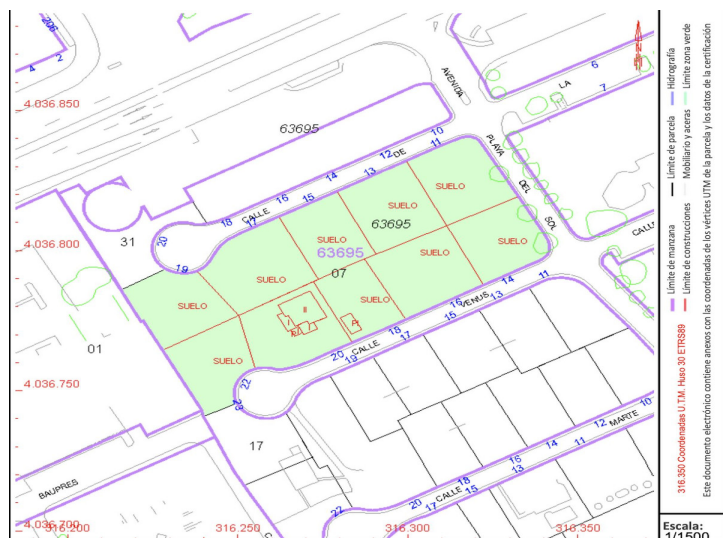 206
2
4
AVENIDA
6
LA
7
4 036.850
63695
10
11
12
DE
13
14
15
16
17
18
CALLE
PLAYA
DEL
SOL
SUELO
SUELO
SUELO
SUELO
63695
63695
CALL
31
4 036.800
20
19
SUELO
07
SUELO
SUELO
SUELO
SUELO
II
I
PI
11
13
14
VENUS
15
16
17
18
CALLE
19
20
22
23
01
4 036.750
17
10
MARTE
11
12
13
14
15
16
17
18
CALLE
20
22
BAUPRES
C
4 036.700
316.200
316.250
316.300
316.350
316.350 Coordenadas U.T.M. Huso 30 ETRS89
Límite de manzana
Límite de parcela
Hidrografía
Límite de construcciones
Mobiliario y aceras
Límite zona verde
Este documento electrónico contiene anexos con las coordenadas de los vértices UTM de la parcela y los datos de la certificación
Escala:
1/1500